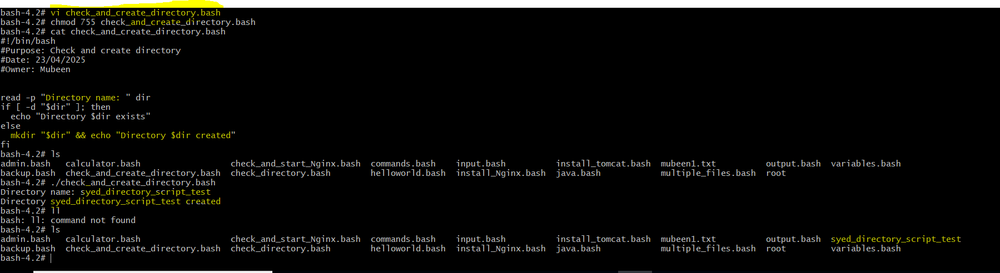 bash-4.2# vi check_and_create_directory.bash
bash-4.2# chmod 755 check_and_create_directory.bash
bash-4.2# cat check_and_create_directory.bash
#!/bin/bash
#Purpose: Check and create directory
#Date: 23/04/2025
#Owner: Mubeen
read -p "Directory name: " dir
if [ -d "$dir" ]; then
  echo "Directory $dir exists"
else
  mkdir "$dir" && echo "Directory $dir created"
fi
bash-4.2# ls
admin.bash   calculator.bash                  check_and_start_Nginx.bash  commands.bash    input.bash          install_tomcat.bash  mubeen1.txt          output.bash  variables.bash
backup.bash  check_and_create_directory.bash  check_directory.bash        helloworld.bash  install_Nginx.bash  java.bash            multiple_files.bash  root
bash-4.2# ./check_and_create_directory.bash
Directory name: syed_directory_script_test
Directory syed_directory_script_test created
bash-4.2# ll
bash: ll: command not found
bash-4.2# ls
admin.bash   calculator.bash                  check_and_start_Nginx.bash  commands.bash    input.bash          install_tomcat.bash  mubeen1.txt          output.bash  syed_directory_script_test
backup.bash  check_and_create_directory.bash  check_directory.bash        helloworld.bash  install_Nginx.bash  java.bash            multiple_files.bash  root         variables.bash
bash-4.2#